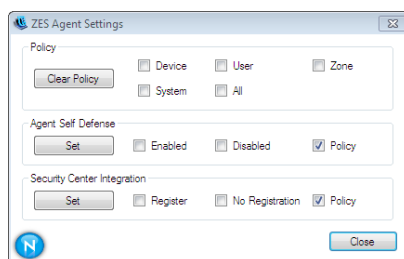 ZES Agent Settings
Policy
Clear Policy Device User Zone
System All
Agent Self Defense
Set Enabled Disabled Policy
Security Center Integration
Set Register No Registration Policy
N Close